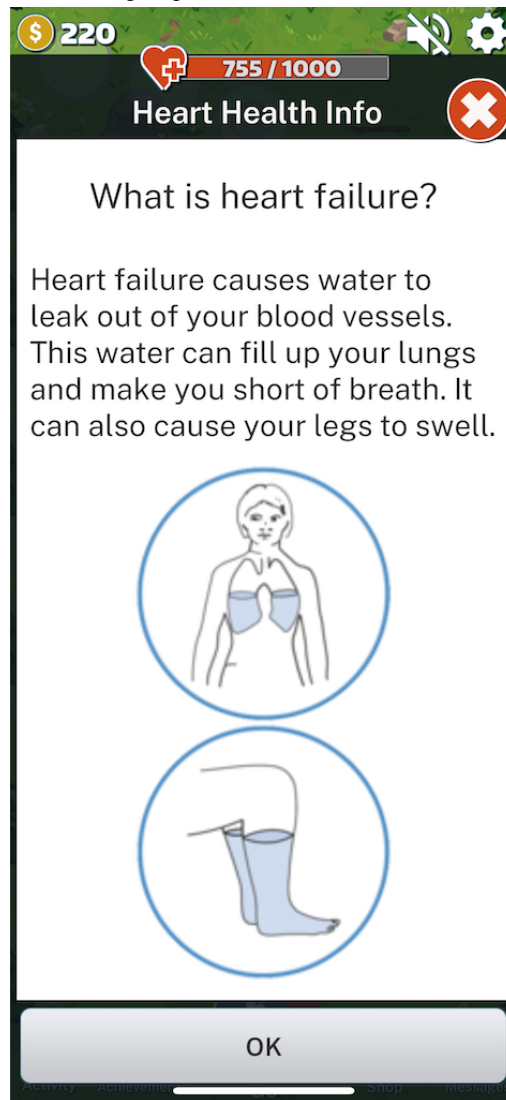 $ 220
755 / 1000
Heart Health Info
What is heart failure?
Heart failure causes water to
leak out of your blood vessels.
This water can fill up your lungs
and make you short of breath. It
can also cause your legs to swell.
OK
Activity Achievemen Shop Message